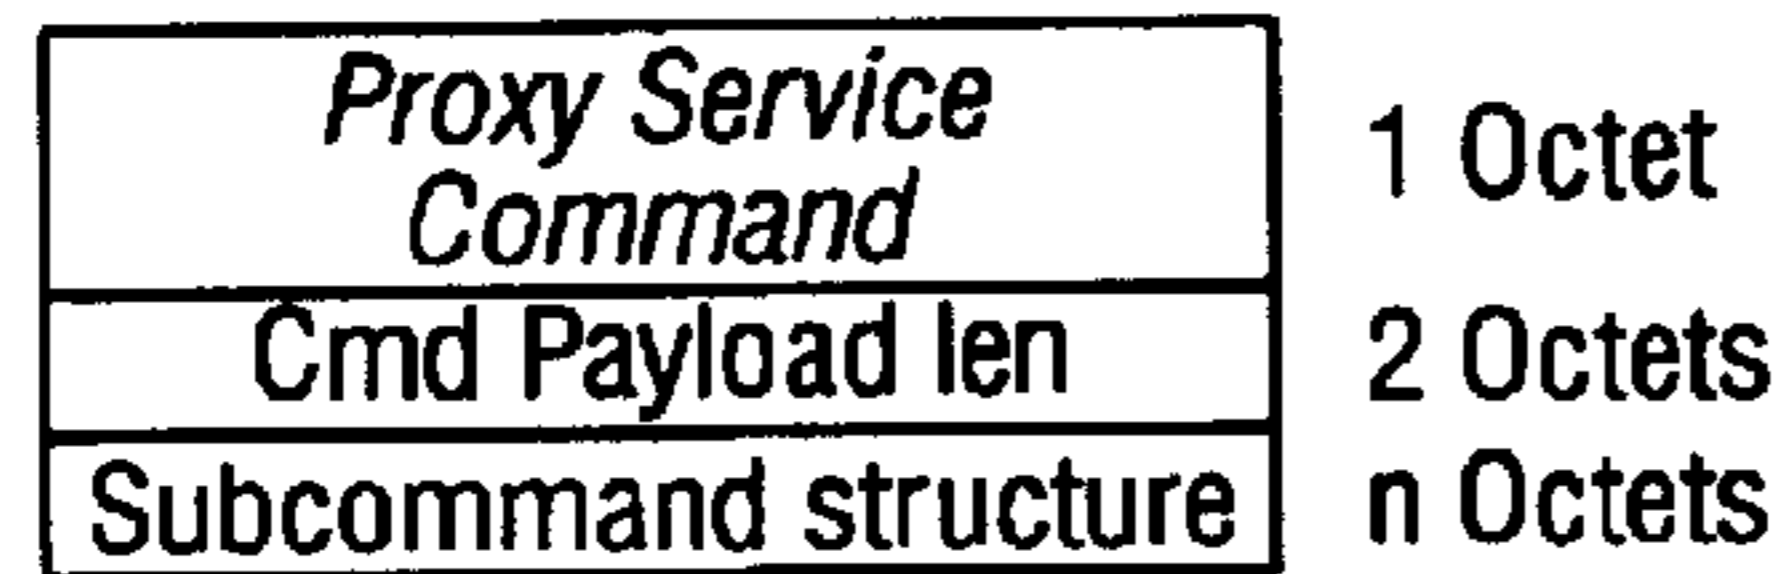 Proxy Service
Command
1 Octet
Cmd Payload len
2 Octets
Subcommand structure
n Octets